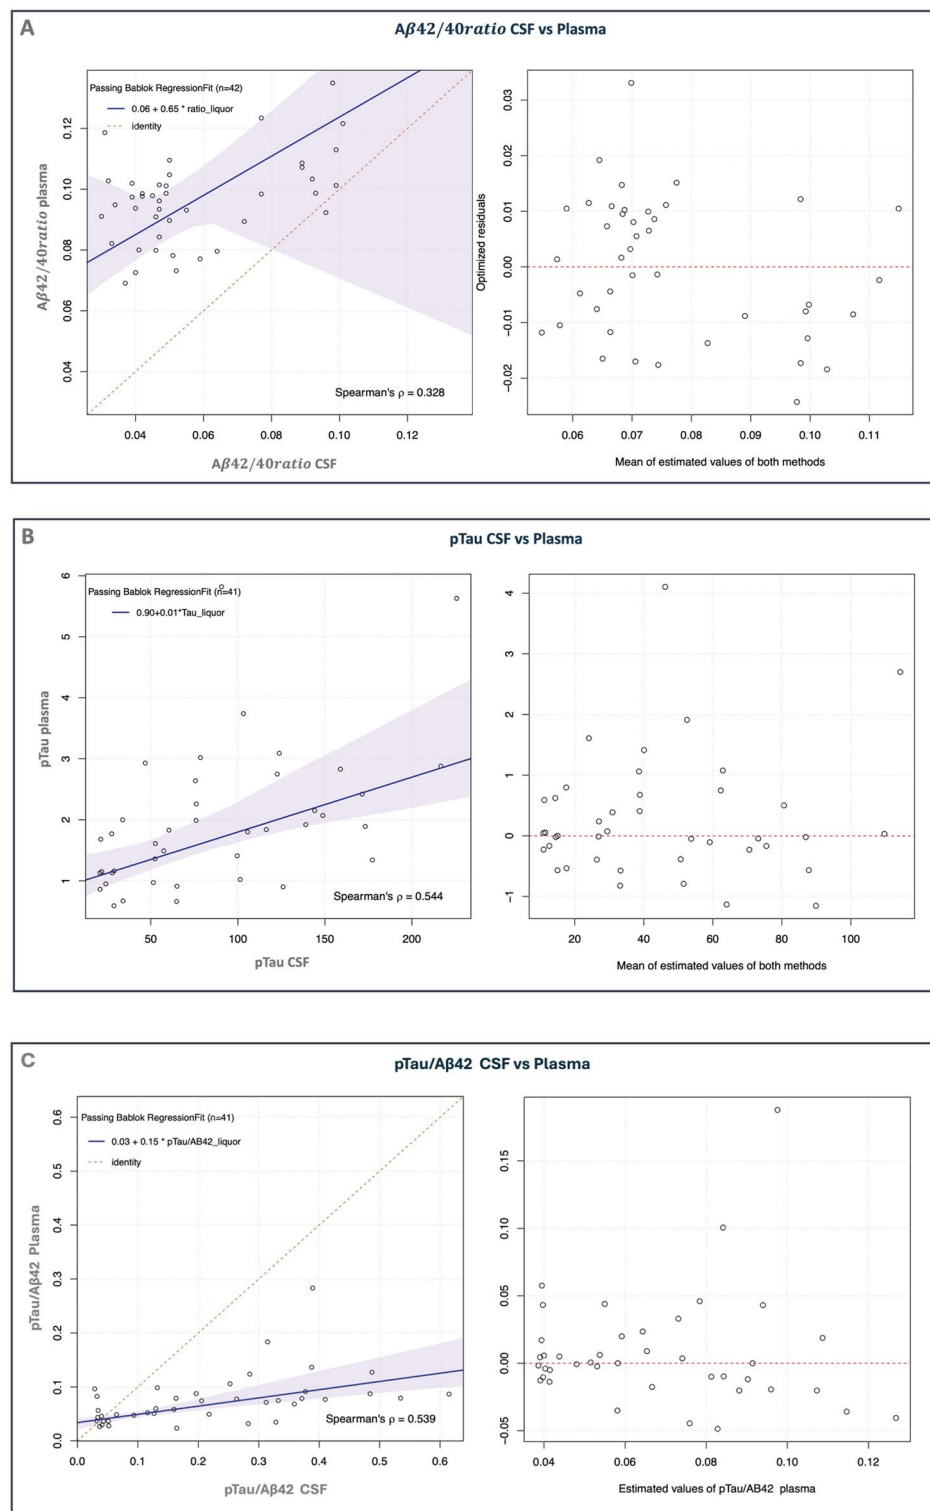 A
Aβ42/40ratio CSF vs Plasma
Passing Bablok RegressionFit (n=42)
0.06 + 0.65 * ratio_liquor
identity
Aβ42/40ratio plasma
0.12
0.10
0.08
0.06
0.04
Spearman's ρ = 0.328
0.04 0.06 0.08 0.10 0.12
Aβ42/40ratio CSF
Optimized residuals
0.03
0.02
0.01
0.00
−0.01
−0.02
0.06 0.07 0.08 0.09 0.10 0.11
Mean of estimated values of both methods
B
pTau CSF vs Plasma
Passing Bablok RegressionFit (n=41)
0.90+0.01*Tau_liquor
pTau plasma
6
5
4
3
2
1
Spearman's ρ = 0.544
50 100 150 200
pTau CSF
4
3
2
1
0
−1
20 40 60 80 100
Mean of estimated values of both methods
C
pTau/Aβ42 CSF vs Plasma
Passing Bablok RegressionFit (n=41)
0.03 + 0.15 * pTau/AB42_liquor
identity
pTau/Aβ42 Plasma
0.6
0.5
0.4
0.3
0.2
0.1
0.0
Spearman's ρ = 0.539
0.0 0.1 0.2 0.3 0.4 0.5 0.6
pTau/Aβ42 CSF
0.15
0.10
0.05
0.00
−0.05
0.04 0.06 0.08 0.10 0.12
Estimated values of pTau/AB42 plasma